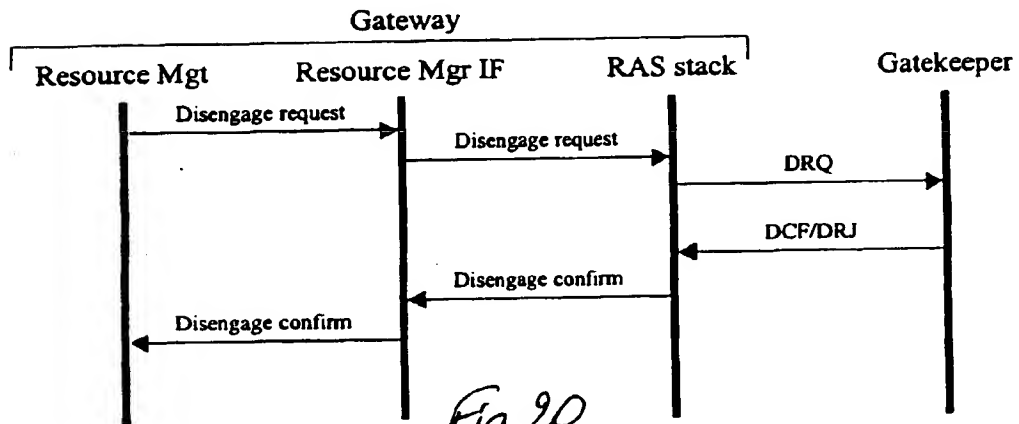 Gateway
Resource Mgt Resource Mgr IF RAS stack Gatekeeper
Disengage request
Disengage request
DRQ
DCF/DRJ
Disengage confirm
Disengage confirm
Fig 90